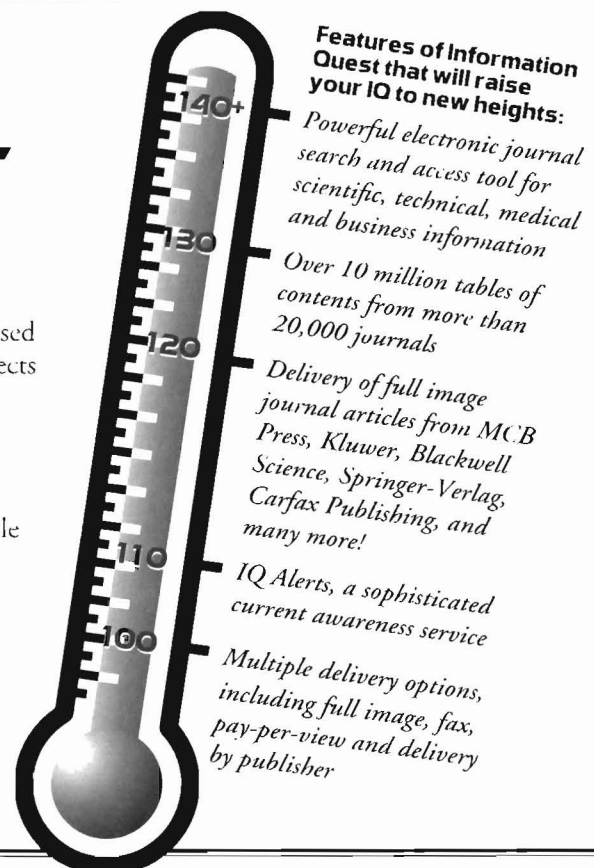 Features of Information
Quest that will raise
your IQ to new heights:
140+
Powerful electronic journal
search and access tool for
scientific, technical, medical
and business information
130
Over 10 million tables of
contents from more than
20,000 journals
120
Delivery of full image
journal articles from MCB
Press, Kluwer, Blackwell
Science, Springer-Verlag,
Carfax Publishing, and
many more!
110
IQ Alerts, a sophisticated
current awareness service
100
Multiple delivery options,
including full image, fax,
pay-per-view and delivery
by publisher
sed
ects
le